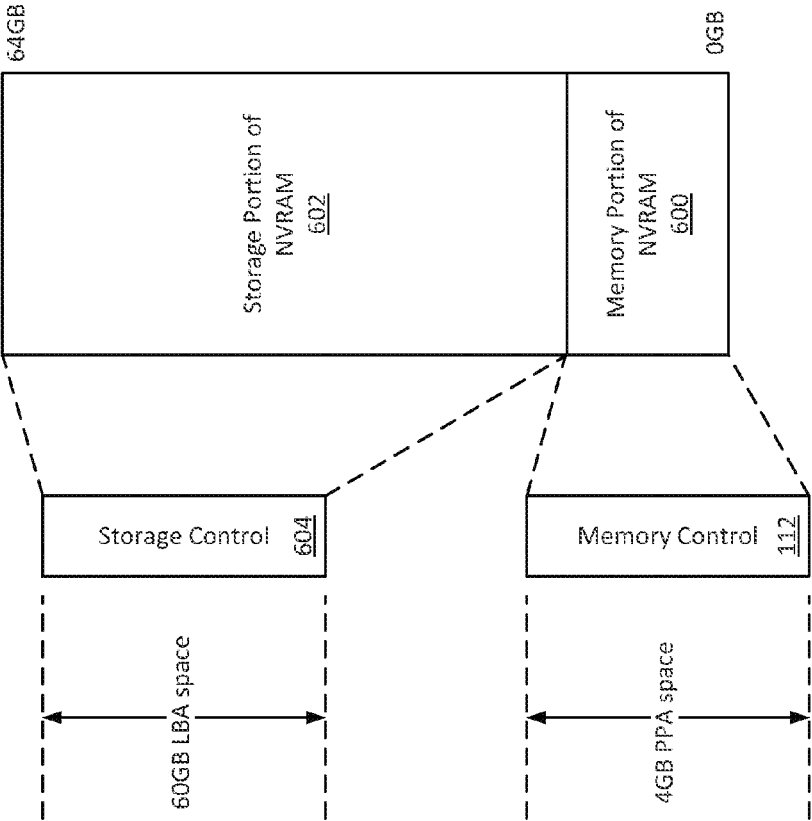 64GB
Storage Portion of
NVRAM
602
Memory Portion of
NVRAM
600
0GB
Storage Control
604
Memory Control
112
60GB LBA space
4GB PPA space